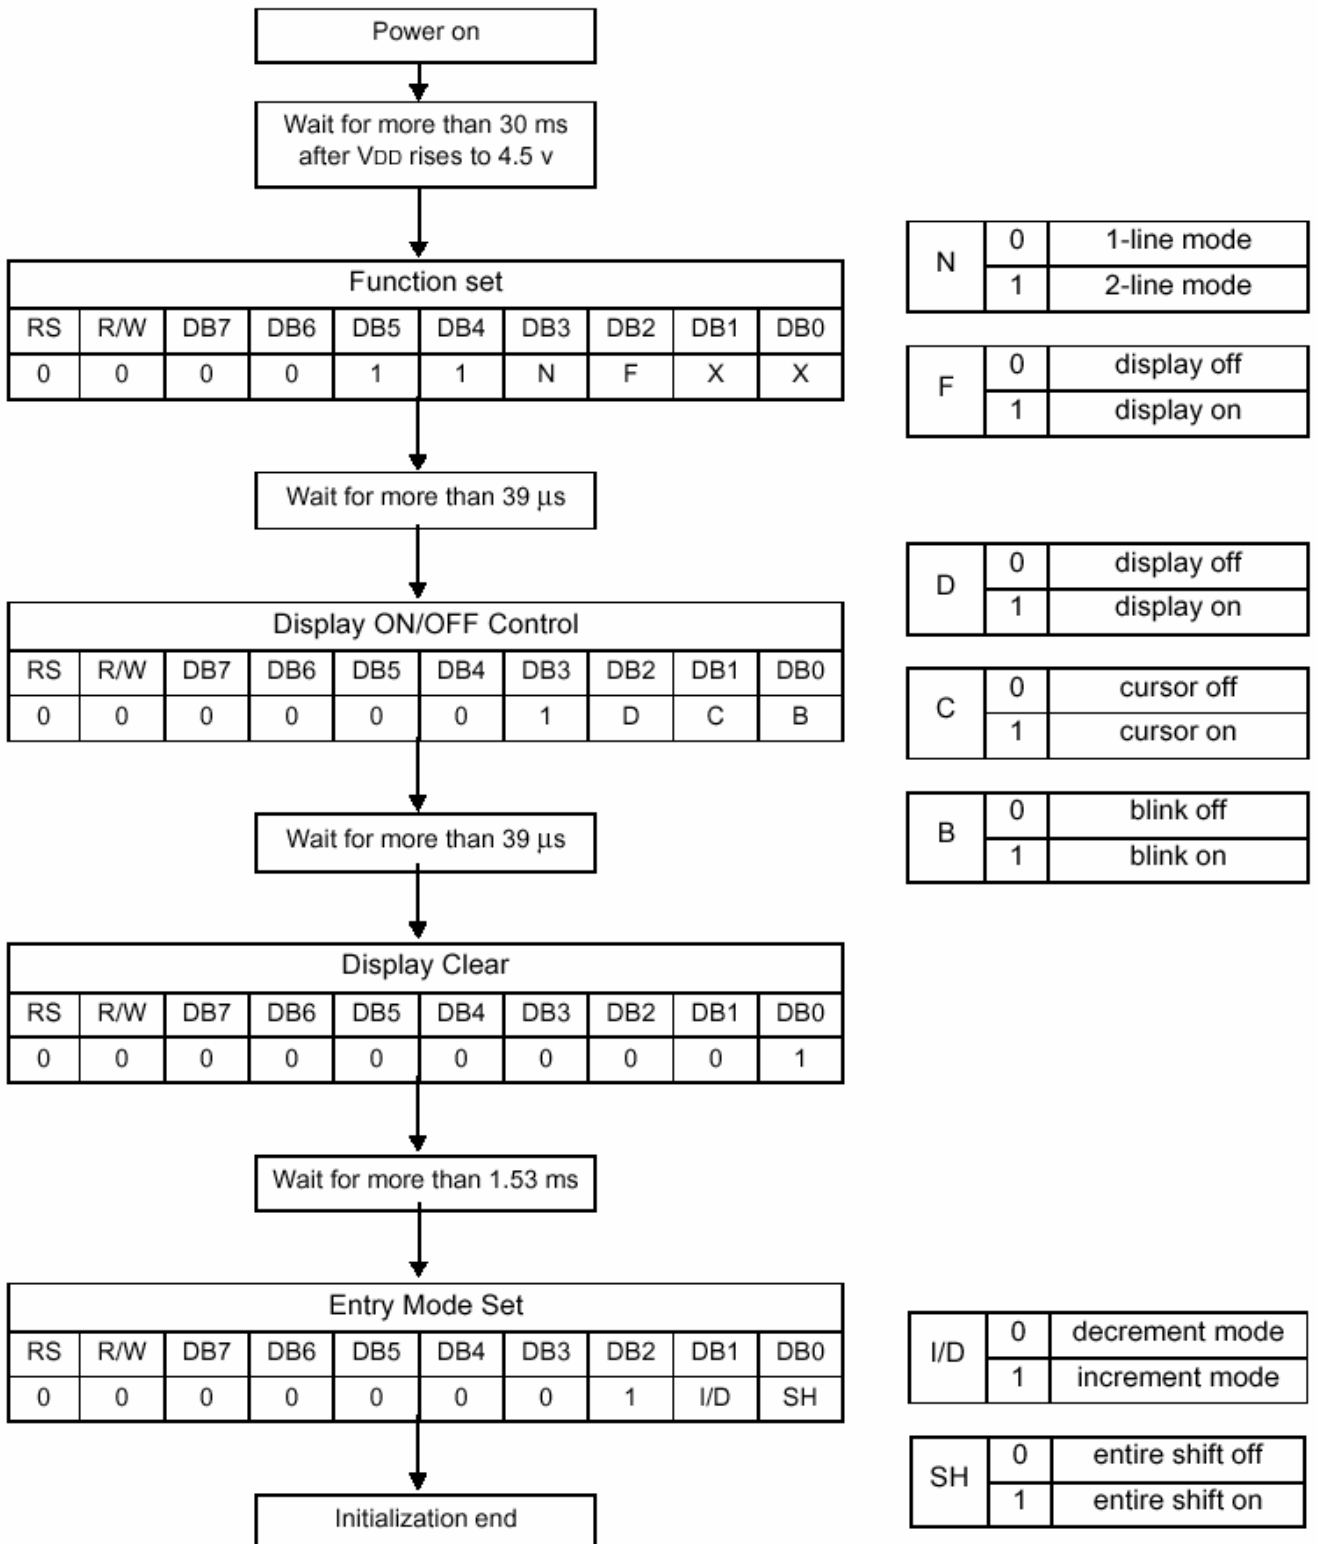 Power on
Wait for more than 30 ms
after VDD rises to 4.5 v
Function set
RS R/W DB7 DB6 DB5 DB4 DB3 DB2 DB1 DB0
0 0 0 0 1 1 N F X X
N
0 1-line mode
1 2-line mode
F
0 display off
1 display on
Wait for more than 39 μs
Display ON/OFF Control
RS R/W DB7 DB6 DB5 DB4 DB3 DB2 DB1 DB0
0 0 0 0 0 0 1 D C B
D
0 display off
1 display on
C
0 cursor off
1 cursor on
B
0 blink off
1 blink on
Wait for more than 39 μs
Display Clear
RS R/W DB7 DB6 DB5 DB4 DB3 DB2 DB1 DB0
0 0 0 0 0 0 0 0 0 1
Wait for more than 1.53 ms
Entry Mode Set
RS R/W DB7 DB6 DB5 DB4 DB3 DB2 DB1 DB0
0 0 0 0 0 0 0 1 I/D SH
I/D
0 decrement mode
1 increment mode
SH
0 entire shift off
1 entire shift on
Initialization end